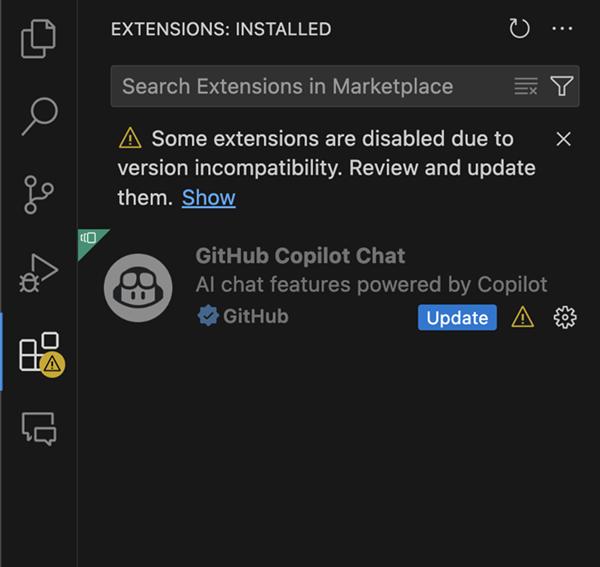 EXTENSIONS: INSTALLED
Search Extensions in Marketplace
Some extensions are disabled due to
version incompatibility. Review and update
them. Show
GitHub Copilot Chat
AI chat features powered by Copilot
GitHub
Update